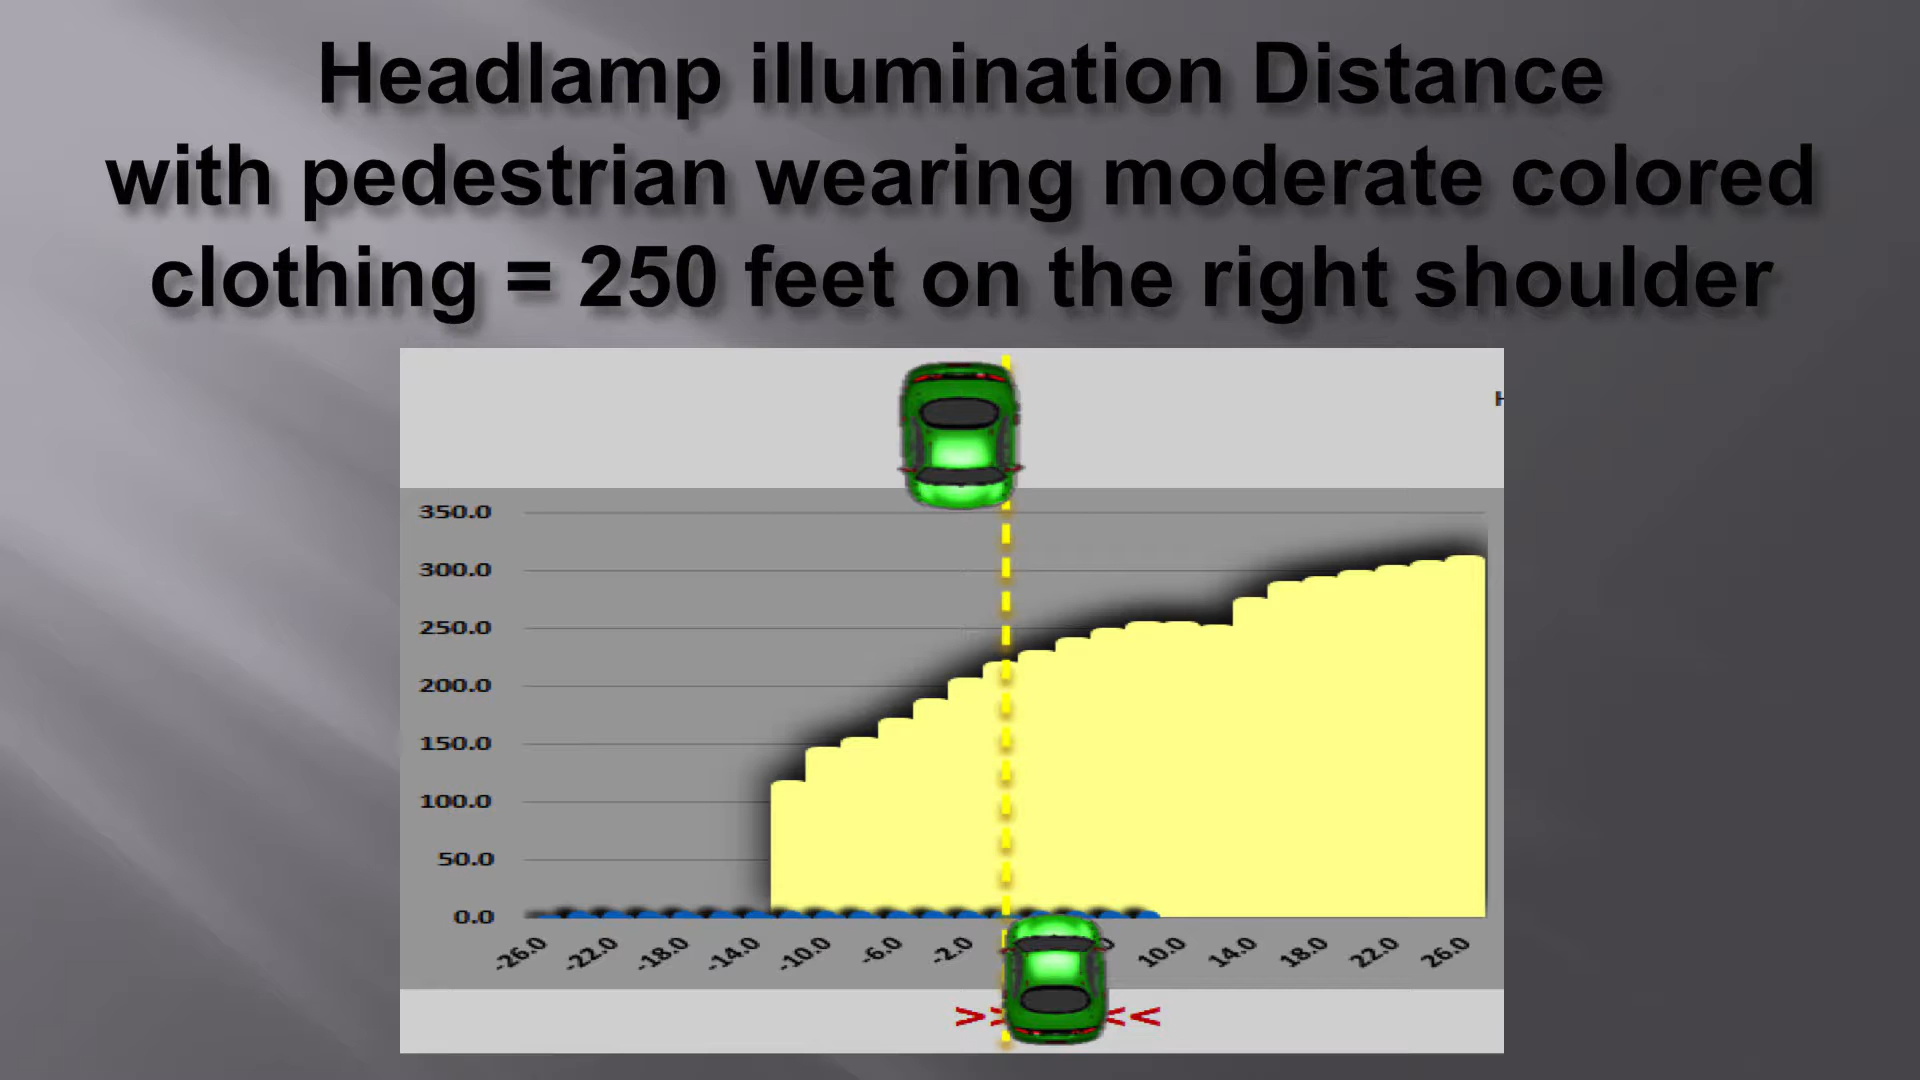 Headlamp illumination Distance
with pedestrian wearing moderate colored
clothing = 250 feet on the right shoulder
H
350.0
300.0
250.0
200.0
150.0
100.0
50.0
0.0
-26.0 -22.0 -18.0 -14.0 -10.0 -6.0 -2.0 10.0 14.0 18.0 22.0 26.0
> <<